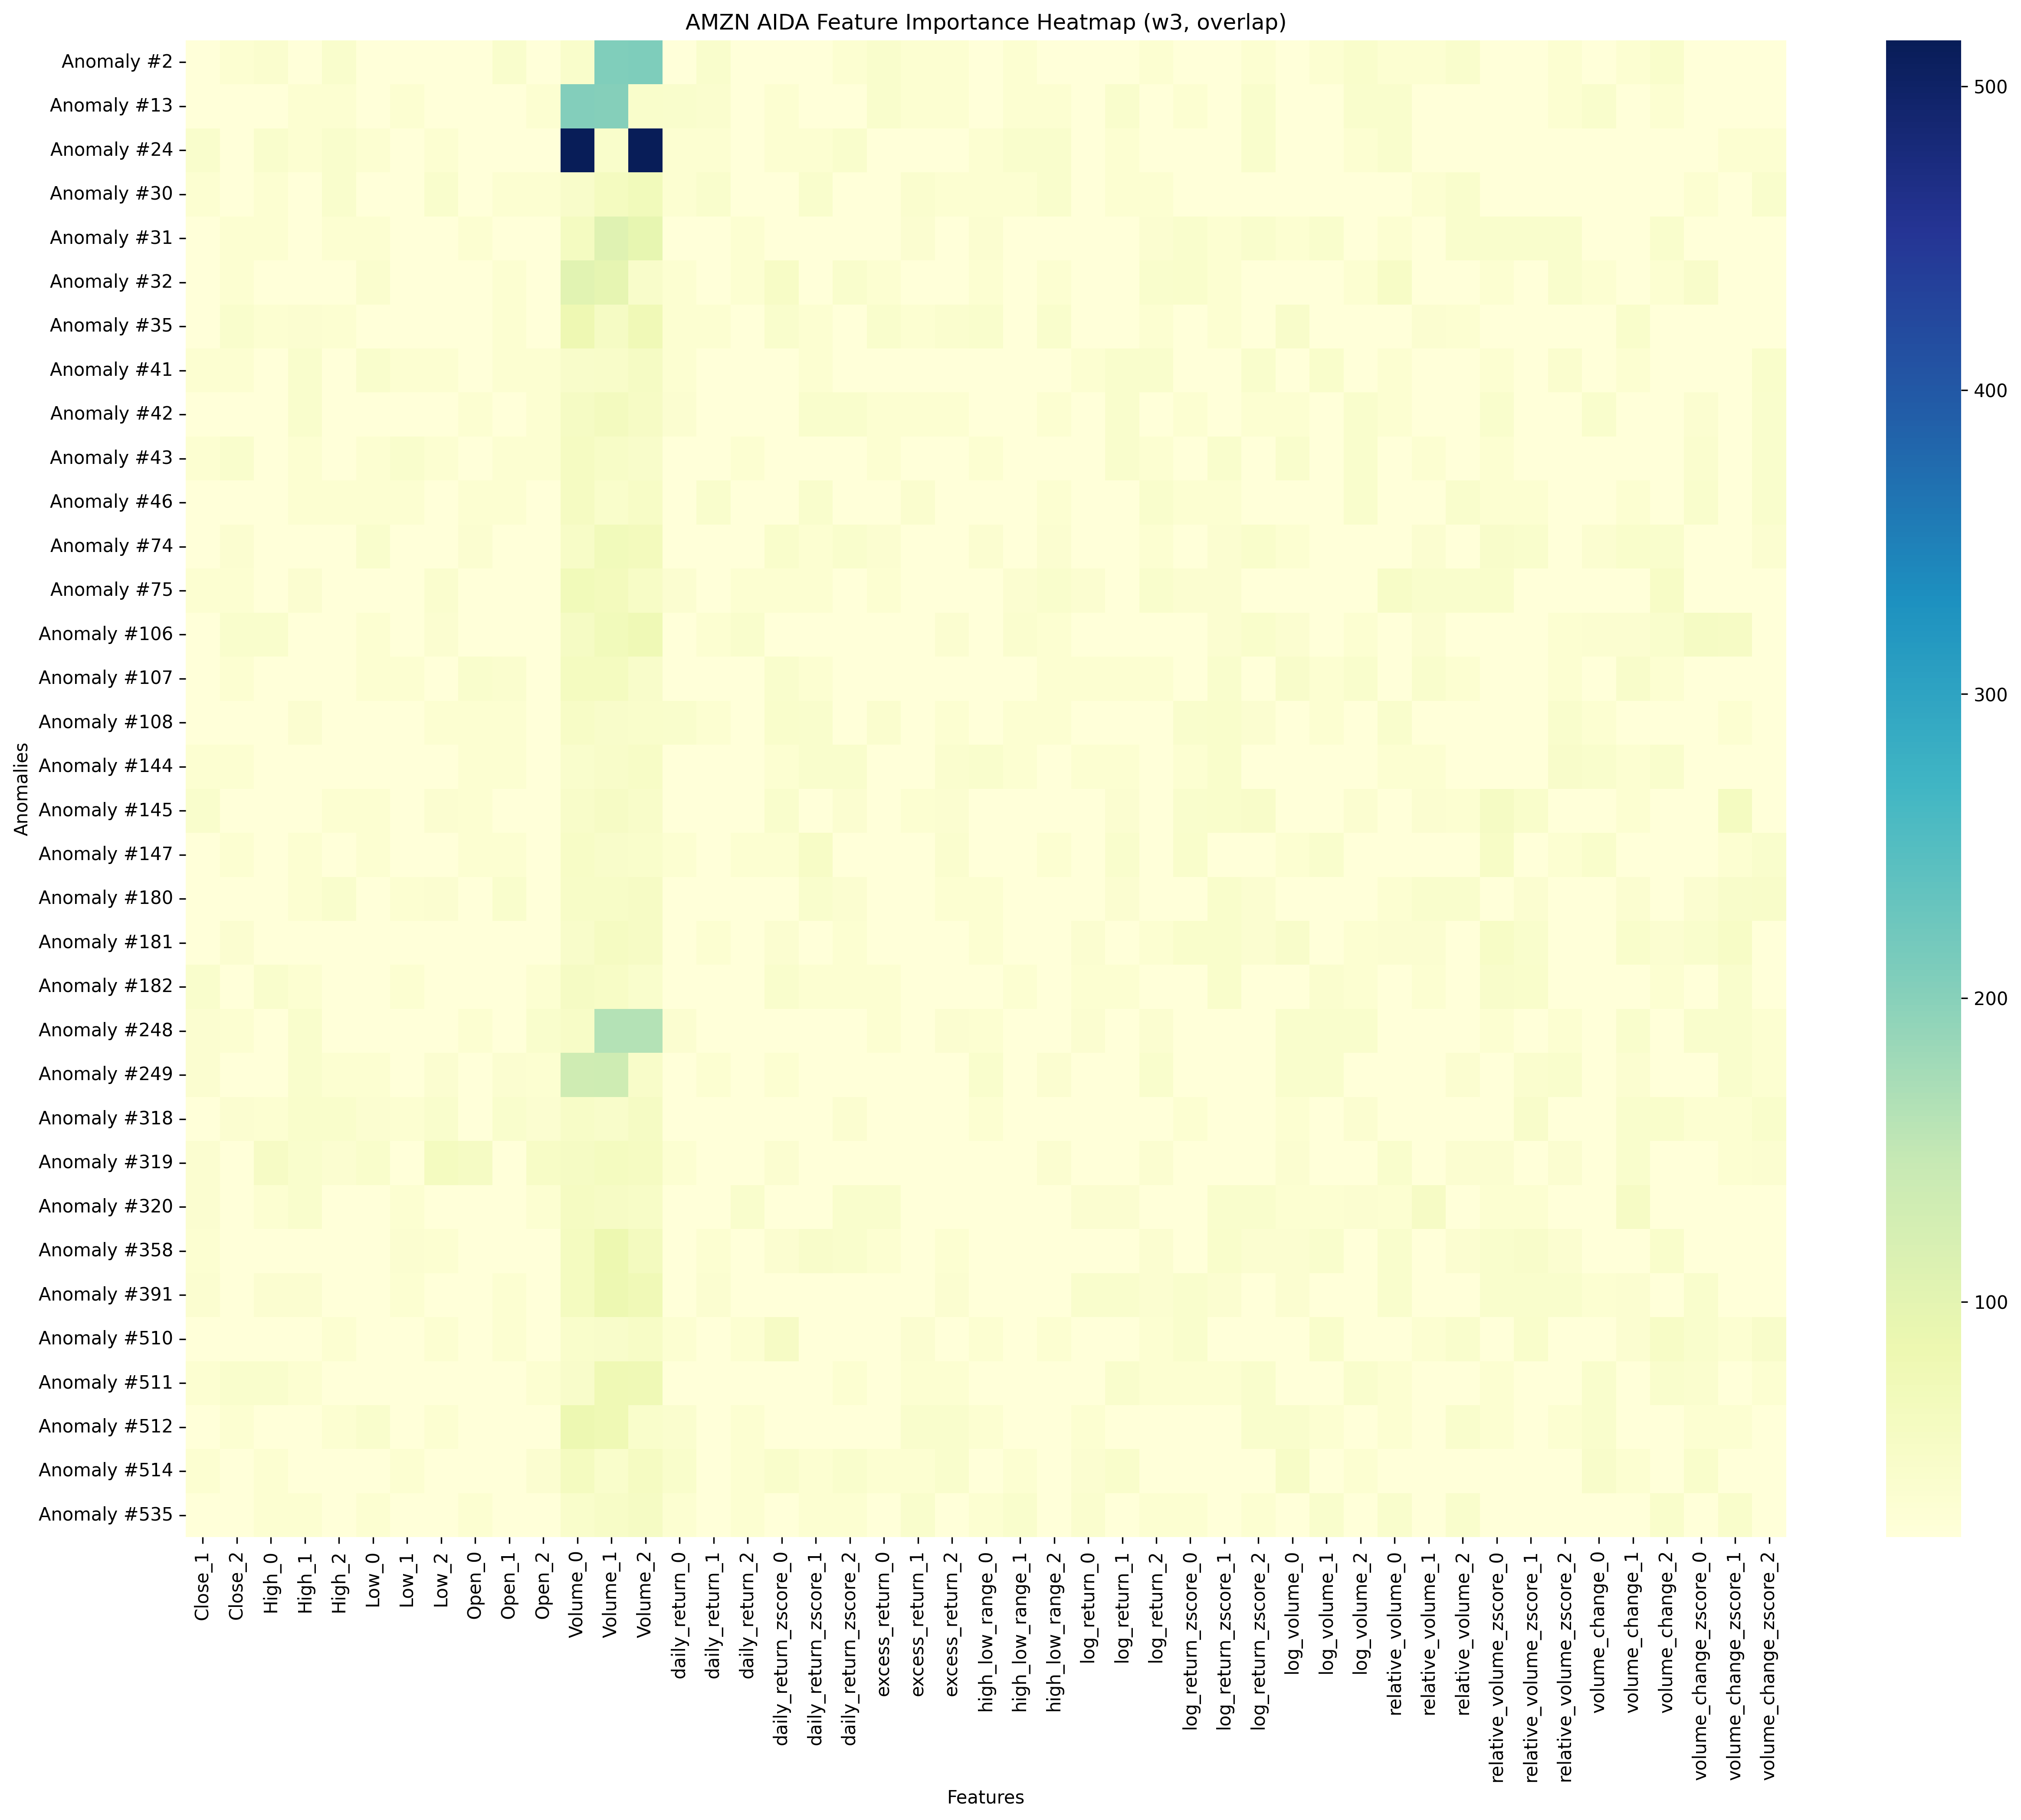 AMZN AIDA Feature Importance Heatmap (w3, overlap)
Anomalies
Anomaly #2
Anomaly #13
Anomaly #24
Anomaly #30
Anomaly #31
Anomaly #32
Anomaly #35
Anomaly #41
Anomaly #42
Anomaly #43
Anomaly #46
Anomaly #74
Anomaly #75
Anomaly #106
Anomaly #107
Anomaly #108
Anomaly #144
Anomaly #145
Anomaly #147
Anomaly #180
Anomaly #181
Anomaly #182
Anomaly #248
Anomaly #249
Anomaly #318
Anomaly #319
Anomaly #320
Anomaly #358
Anomaly #391
Anomaly #510
Anomaly #511
Anomaly #512
Anomaly #514
Anomaly #535
Close_1
Close_2
High_0
High_1
High_2
Low_0
Low_1
Low_2
Open_0
Open_1
Open_2
Volume_0
Volume_1
Volume_2
daily_return_0
daily_return_1
daily_return_2
daily_return_zscore_0
daily_return_zscore_1
daily_return_zscore_2
excess_return_0
excess_return_1
excess_return_2
high_low_range_0
high_low_range_1
high_low_range_2
log_return_0
log_return_1
log_return_2
log_return_zscore_0
log_return_zscore_1
log_return_zscore_2
log_volume_0
log_volume_1
log_volume_2
relative_volume_0
relative_volume_1
relative_volume_2
relative_volume_zscore_0
relative_volume_zscore_1
relative_volume_zscore_2
volume_change_0
volume_change_1
volume_change_2
volume_change_zscore_0
volume_change_zscore_1
volume_change_zscore_2
Features
500
400
300
200
100